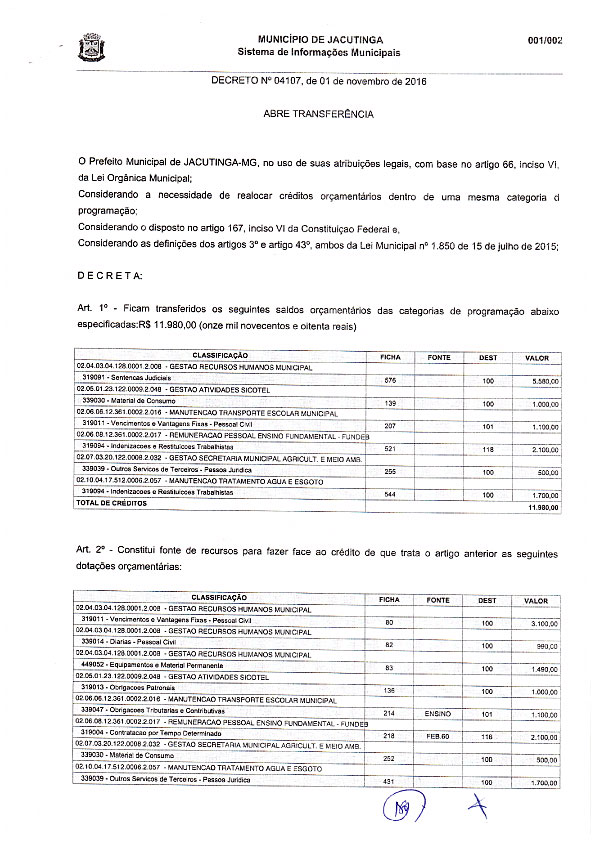 MUNICÍPIO DE JACUTINGA
001/002
Sistema de Informações Municipais
DECRETO Nº 04107, de 01 de novembro de 2016
ABRE TRANSFERÊNCIA
O Prefeito Municipal de JACUTINGA-MG, no uso de suas atribuições legais, com base no artigo 66, inciso VI,
da Lei Orgânica Municipal;
Considerando a necessidade de realocar créditos orçamentários dentro de uma mesma categoria d
programação;
Considerando o disposto no artigo 167, inciso VI da Constituiçao Federal e,
Considerando as definições dos artigos 3º e artigo 43º, ambos da Lei Municipal nº 1.850 de 15 de julho de 2015;
D E C R E T A:
Art. 1º - Ficam transferidos os seguintes saldos orçamentários das categorias de programação abaixo
especificadas:R$ 11.980,00 (onze mil novecentos e oitenta reais)
CLASSIFICAÇÃO FICHA FONTE DEST VALOR
02.04.03.04.128.0001.2.008 - GESTAO RECURSOS HUMANOS MUNICIPAL
319091 - Sentencas Judiciais 576 100 5.580,00
02.05.01.23.122.0009.2.048 - GESTAO ATIVIDADES SICOTEL
339030 - Material de Consumo 139 100 1.000,00
02.06.06.12.361.0002.2.016 - MANUTENCAO TRANSPORTE ESCOLAR MUNICIPAL
319011 - Vencimentos e Vantagens Fixas - Pessoal Civil 207 101 1.100,00
02.06.08.12.361.0002.2.017 - REMUNERACAO PESSOAL ENSINO FUNDAMENTAL - FUNDEB
319094 - Indenizacoes e Restituicoes Trabalhistas 521 118 2.100,00
02.07.03.20.122.0008.2.032 - GESTAO SECRETARIA MUNICIPAL AGRICULT. E MEIO AMB.
339039 - Outros Servicos de Terceiros - Pessoa Juridica 255 100 500,00
02.10.04.17.512.0006.2.057 - MANUTENCAO TRATAMENTO AGUA E ESGOTO
319094 - Indenizacoes e Restituicoes Trabalhistas 544 100 1.700,00
TOTAL DE CRÉDITOS 11.980,00
Art. 2º - Constitui fonte de recursos para fazer face ao crédito de que trata o artigo anterior as seguintes
dotações orçamentárias:
CLASSIFICAÇÃO FICHA FONTE DEST VALOR
02.04.03.04.128.0001.2.008 - GESTAO RECURSOS HUMANOS MUNICIPAL
319011 - Vencimentos e Vantagens Fixas - Pessoal Civil 80 100 3.100,00
02.04.03.04.128.0001.2.008 - GESTAO RECURSOS HUMANOS MUNICIPAL
339014 - Diarias - Pessoal Civil 82 100 990,00
02.04.03.04.128.0001.2.008 - GESTAO RECURSOS HUMANOS MUNICIPAL
449052 - Equipamentos e Material Permanente 83 100 1.490,00
02.05.01.23.122.0009.2.048 - GESTAO ATIVIDADES SICOTEL
319013 - Obrigacoes Patronais 136 100 1.000,00
02.06.06.12.361.0002.2.016 - MANUTENCAO TRANSPORTE ESCOLAR MUNICIPAL
339047 - Obrigacoes Tributarias e Contributivas 214 ENSINO 101 1.100,00
02.06.08.12.361.0002.2.017 - REMUNERACAO PESSOAL ENSINO FUNDAMENTAL - FUNDEB
319004 - Contratacao por Tempo Determinado 218 FEB.60 118 2.100,00
02.07.03.20.122.0008.2.032 - GESTAO SECRETARIA MUNICIPAL AGRICULT. E MEIO AMB.
339030 - Material de Consumo 252 100 500,00
02.10.04.17.512.0006.2.057 - MANUTENCAO TRATAMENTO AGUA E ESGOTO
339039 - Outros Servicos de Terceiros - Pessoa Juridica 431 100 1.700,00